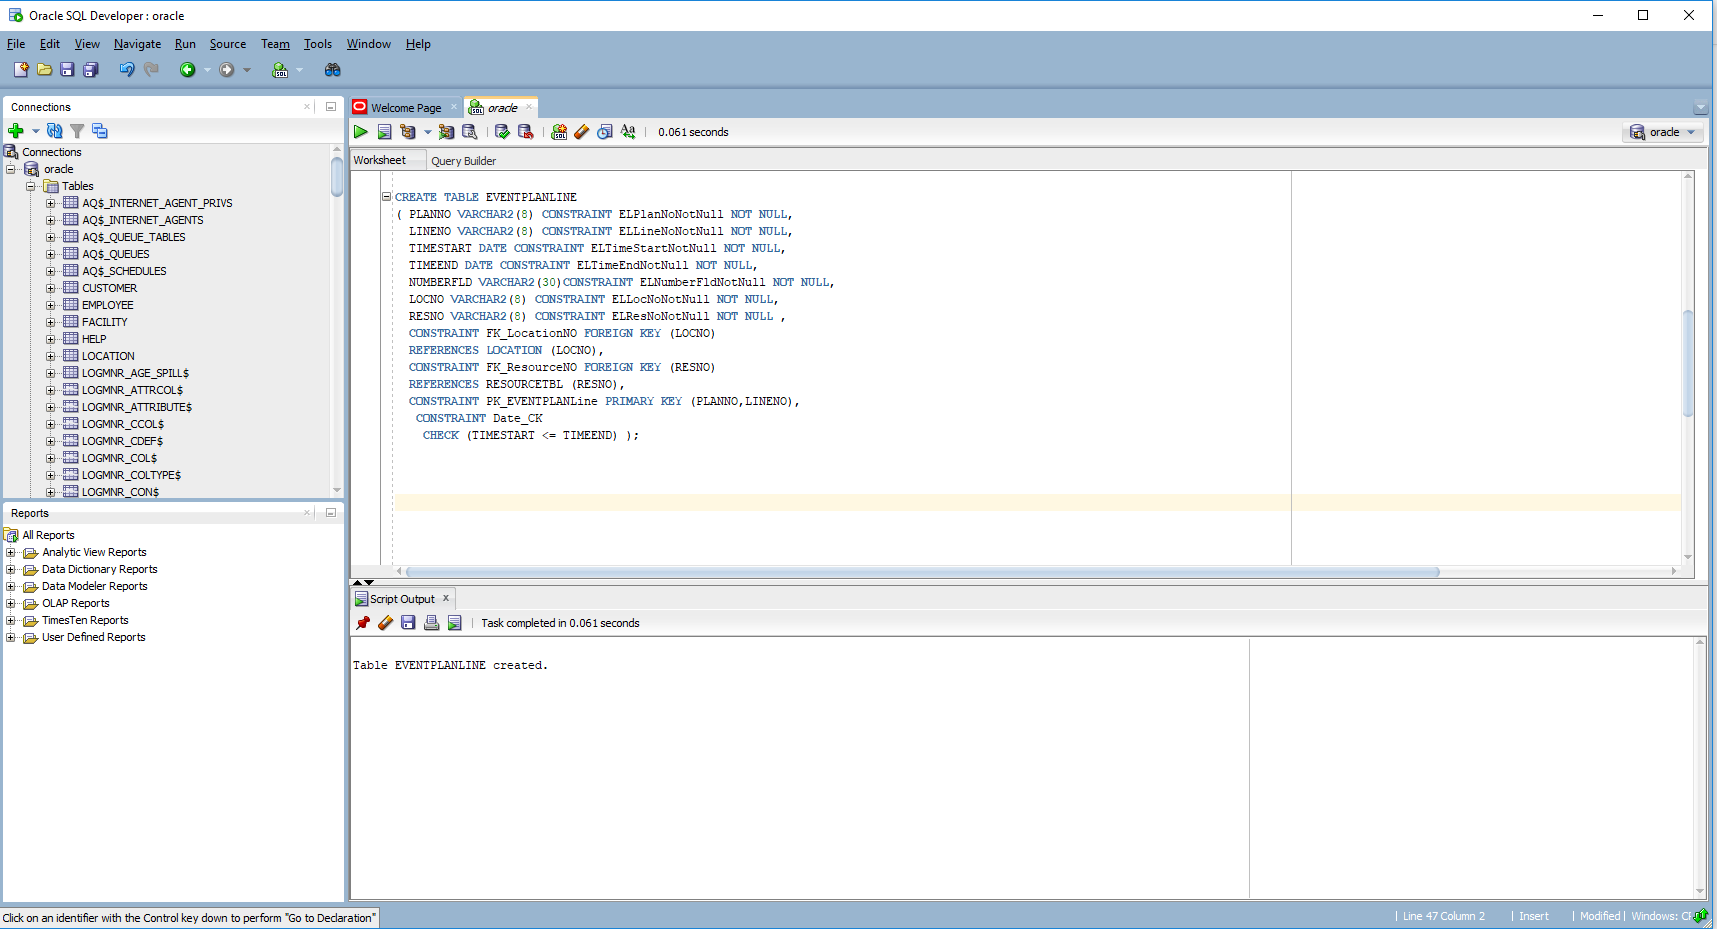 Oracle SQL Developer : oracle
File Edit View Navigate Run Source Team Tools Window Help
Connections
Connections
oracle
Tables
AQ$_INTERNET_AGENT_PRIVS
AQ$_INTERNET_AGENTS
AQ$_QUEUE_TABLES
AQ$_QUEUES
AQ$_SCHEDULES
CUSTOMER
EMPLOYEE
FACILITY
HELP
LOCATION
LOGMNR_AGE_SPILL$
LOGMNR_ATTRCOL$
LOGMNR_ATTRIBUTE$
LOGMNR_CCOL$
LOGMNR_CDEF$
LOGMNR_COL$
LOGMNR_COLTYPE$
LOGMNR_CON$
Reports
All Reports
Analytic View Reports
Data Dictionary Reports
Data Modeler Reports
OLAP Reports
TimesTen Reports
User Defined Reports
Welcome Page oracle
0.061 seconds oracle
Worksheet Query Builder
CREATE TABLE EVENTPLANLINE
( PLANNO VARCHAR2(8) CONSTRAINT ELPlanNoNotNull NOT NULL,
LINENO VARCHAR2(8) CONSTRAINT ELLineNoNotNull NOT NULL,
TIMESTART DATE CONSTRAINT ELTimeStartNotNull NOT NULL,
TIMEEND DATE CONSTRAINT ELTimeEndNotNull NOT NULL,
NUMBERFLD VARCHAR2(30)CONSTRAINT ELNumberFldNotNull NOT NULL,
LOCNO VARCHAR2(8) CONSTRAINT ELLocNoNotNull NOT NULL,
RESNO VARCHAR2(8) CONSTRAINT ELResNoNotNull NOT NULL ,
CONSTRAINT FK_LocationNO FOREIGN KEY (LOCNO)
REFERENCES LOCATION (LOCNO),
CONSTRAINT FK_ResourceNO FOREIGN KEY (RESNO)
REFERENCES RESOURCETBL (RESNO),
CONSTRAINT PK_EVENTPLANLine PRIMARY KEY (PLANNO,LINENO),
CONSTRAINT Date_CK
CHECK (TIMESTART <= TIMEEND) );
Script Output
Task completed in 0.061 seconds
Table EVENTPLANLINE created.
Click on an identifier with the Control key down to perform "Go to Declaration"
Line 47 Column 2 Insert Modified Windows: